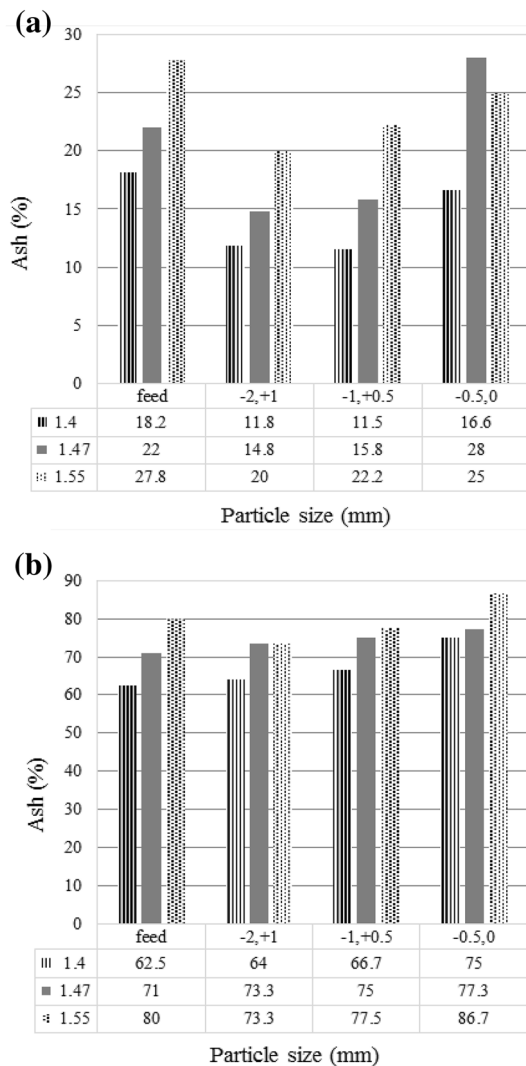 (a)
30
25
20
15
10
5
0
Ash (%)
feed -2,+1 -1,+0.5 -0.5,0
1.4 18.2 11.8 11.5 16.6
1.47 22 14.8 15.8 28
1.55 27.8 20 22.2 25
Particle size (mm)
(b)
90
80
70
60
50
40
30
20
10
0
Ash (%)
feed -2,+1 -1,+0.5 -0.5,0
1.4 62.5 64 66.7 75
1.47 71 73.3 75 77.3
1.55 80 73.3 77.5 86.7
Particle size (mm)